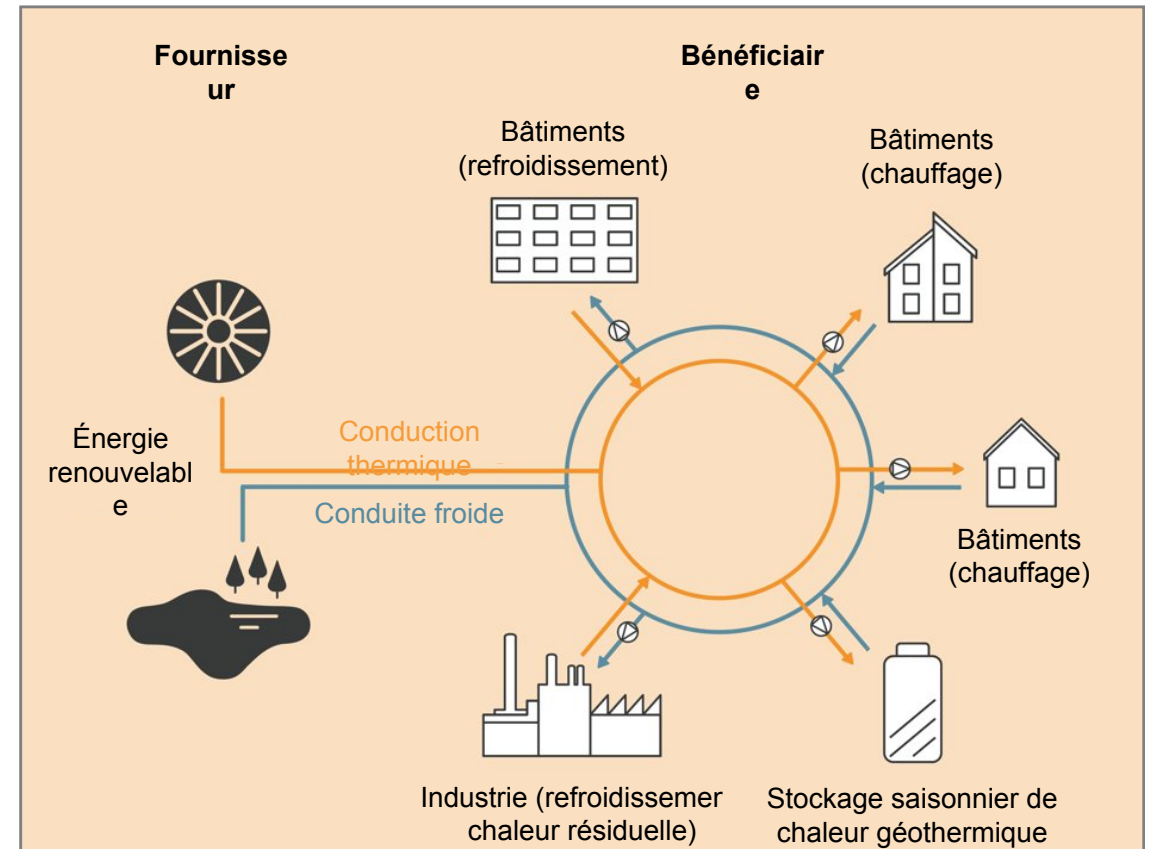 Fournisse
ur
Bénéficiair
e
Bâtiments
(refroidissement)
Bâtiments
(chauffage)
Énergie
renouvelabl
e
Conduction
thermique
Conduite froide
Bâtiments
(chauffage)
Industrie (refroidissemer
chaleur résiduelle)
Stockage saisonnier de
chaleur géothermique